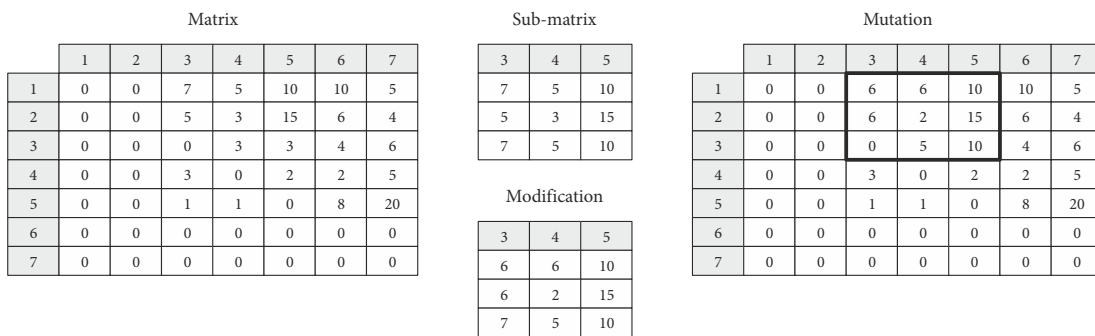 Matrix
1 2 3 4 5 6 7
1 0 0 7 5 10 10 5
2 0 0 5 3 15 6 4
3 0 0 0 3 3 4 6
4 0 0 3 0 2 2 5
5 0 0 1 1 0 8 20
6 0 0 0 0 0 0 0
7 0 0 0 0 0 0 0
Sub-matrix
3 4 5
7 5 10
5 3 15
7 5 10
Modification
3 4 5
6 6 10
6 2 15
7 5 10
Mutation
1 2 3 4 5 6 7
1 0 0 6 6 10 10 5
2 0 0 6 2 15 6 4
3 0 0 0 5 10 4 6
4 0 0 3 0 2 2 5
5 0 0 1 1 0 8 20
6 0 0 0 0 0 0 0
7 0 0 0 0 0 0 0